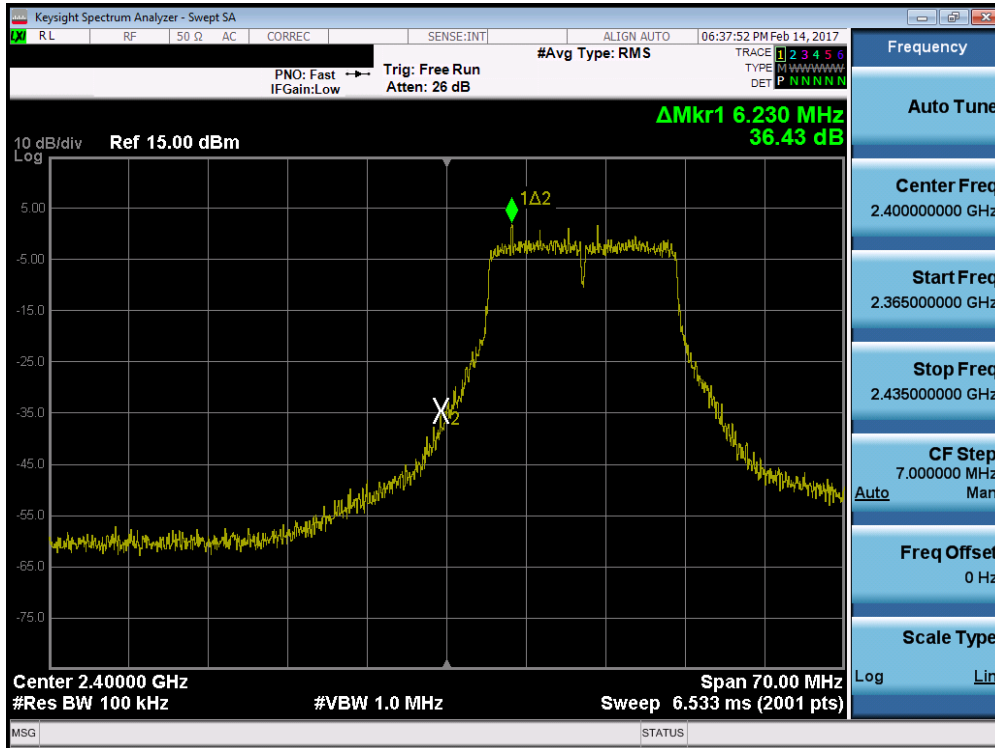 Keysight Spectrum Analyzer - Swept SA
LXI RL RF 50 Ω AC CORREC SENSE:INT ALIGN AUTO 06:37:52 PM Feb 14, 2017
PNO: Fast
IFGain:Low
Trig: Free Run
Atten: 26 dB
#Avg Type: RMS
TRACE 1 2 3 4 5 6
TYPE M W W W W W
DET P N N N N N
ΔMkr1 6.230 MHz
36.43 dB
10 dB/div Ref 15.00 dBm
Log
1Δ2
5.00
-5.00
-15.0
-25.0
-35.0
X2
-45.0
-55.0
-65.0
-75.0
Center 2.40000 GHz Span 70.00 MHz
#Res BW 100 kHz #VBW 1.0 MHz Sweep 6.533 ms (2001 pts)
MSG STATUS
Frequency
Auto Tune
Center Freq
2.400000000 GHz
Start Freq
2.365000000 GHz
Stop Freq
2.435000000 GHz
CF Step
7.000000 MHz
Auto Man
Freq Offset
0 Hz
Scale Type
Log Lin